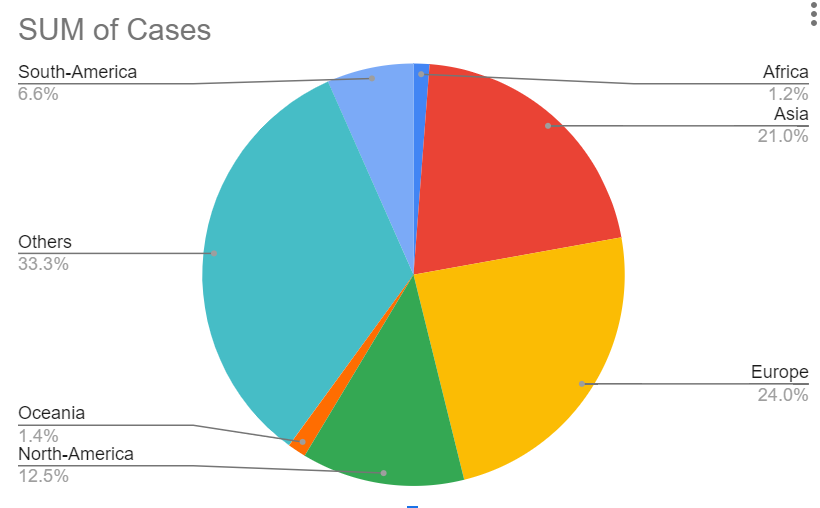 SUM of Cases
South-America
6.6%
Africa
1.2%
Asia
21.0%
Others
33.3%
Europe
24.0%
Oceania
1.4%
North-America
12.5%